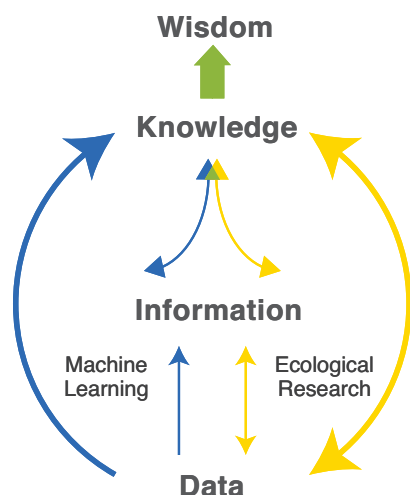 Wisdom
Knowledge
Information
Machine
Learning
Ecological
Research
Data